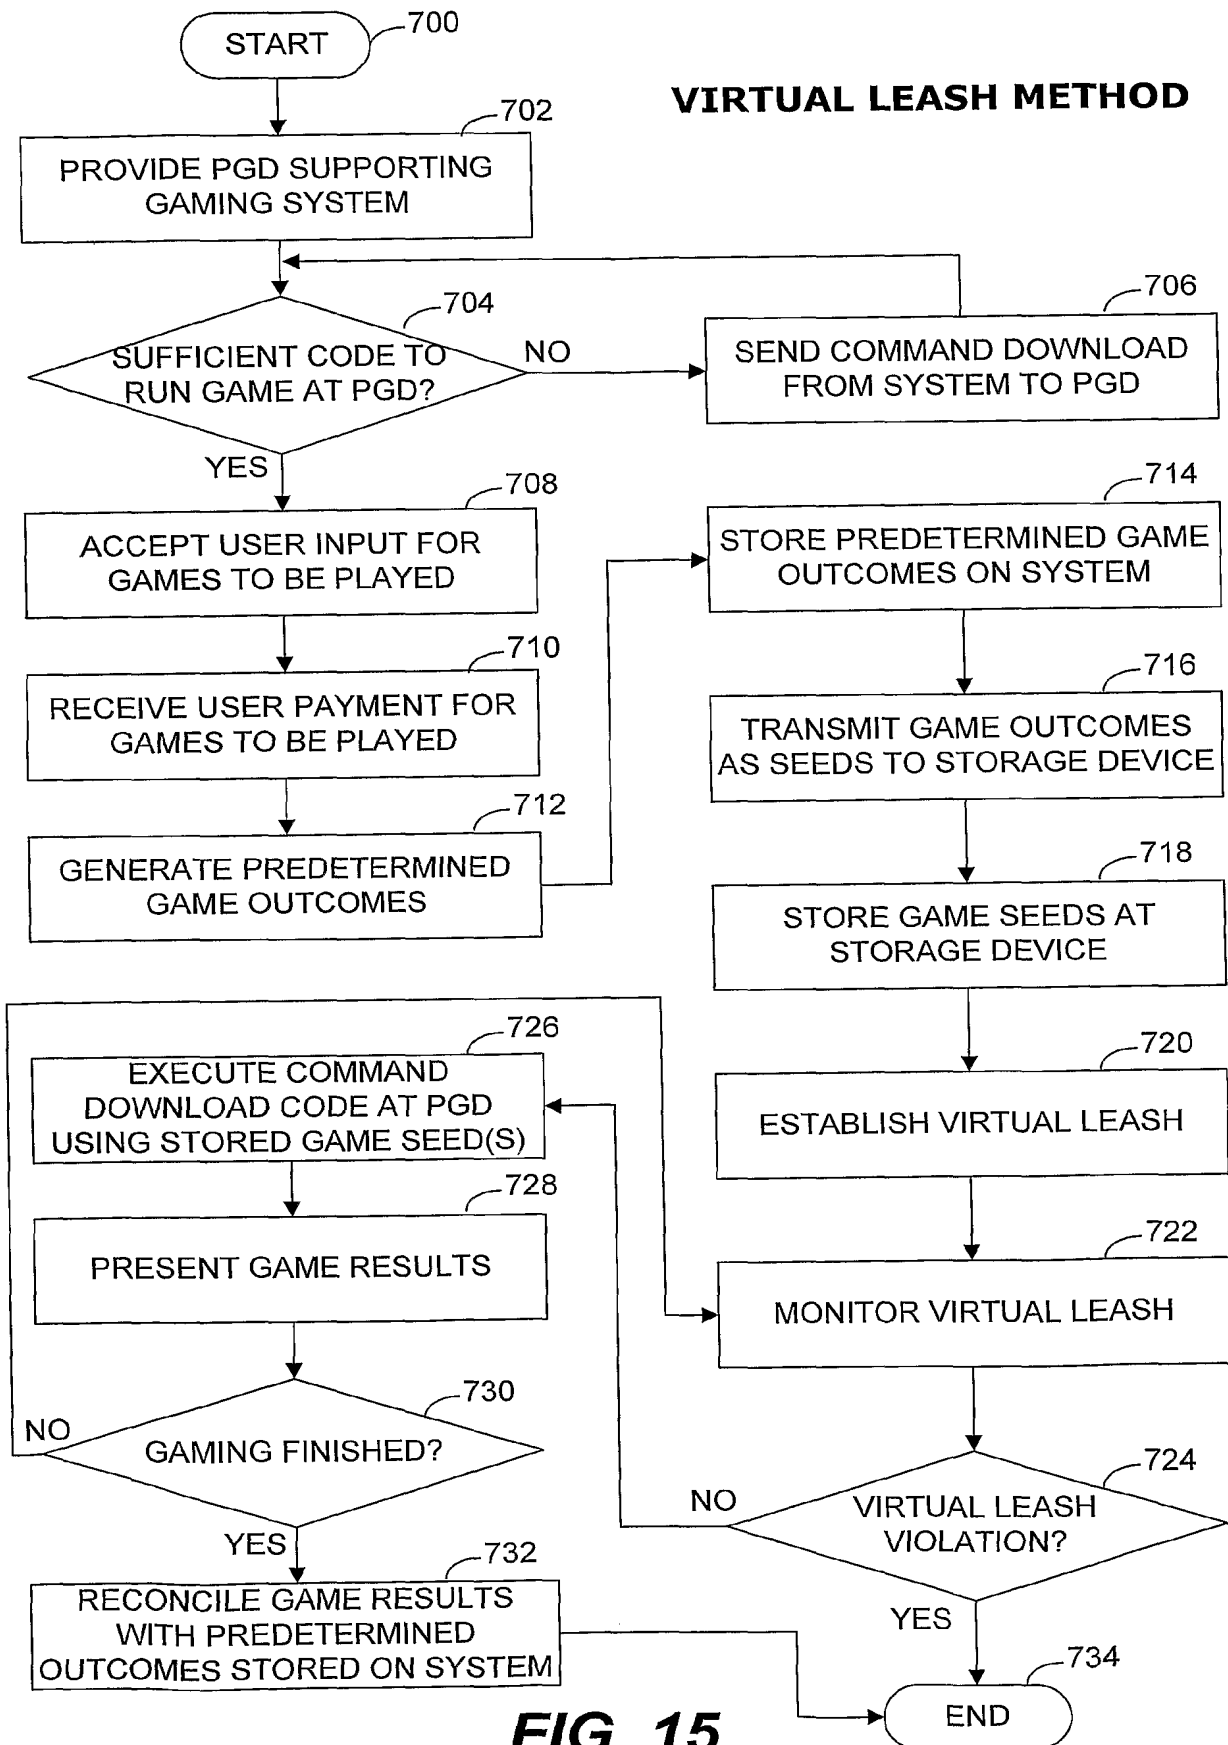 START
700
VIRTUAL LEASH METHOD
702
PROVIDE PGD SUPPORTING
GAMING SYSTEM
704
SUFFICIENT CODE TO
RUN GAME AT PGD?
NO
706
SEND COMMAND DOWNLOAD
FROM SYSTEM TO PGD
YES
708
ACCEPT USER INPUT FOR
GAMES TO BE PLAYED
710
RECEIVE USER PAYMENT FOR
GAMES TO BE PLAYED
712
GENERATE PREDETERMINED
GAME OUTCOMES
714
STORE PREDETERMINED GAME
OUTCOMES ON SYSTEM
716
TRANSMIT GAME OUTCOMES
AS SEEDS TO STORAGE DEVICE
718
STORE GAME SEEDS AT
STORAGE DEVICE
720
ESTABLISH VIRTUAL LEASH
722
MONITOR VIRTUAL LEASH
724
VIRTUAL LEASH
VIOLATION?
NO
YES
726
EXECUTE COMMAND
DOWNLOAD CODE AT PGD
USING STORED GAME SEED(S)
728
PRESENT GAME RESULTS
730
GAMING FINISHED?
NO
YES
732
RECONCILE GAME RESULTS
WITH PREDETERMINED
OUTCOMES STORED ON SYSTEM
734
END
FIG. 15